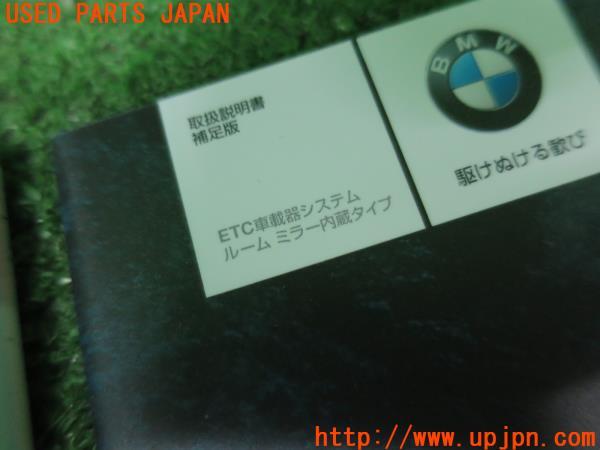 USED PARTS JAPAN
取扱説明書
補足版
ETC車載器システム
ルーム ミラー内蔵タイプ
BMW
駆けぬける歓び
http://www.upjpn.com